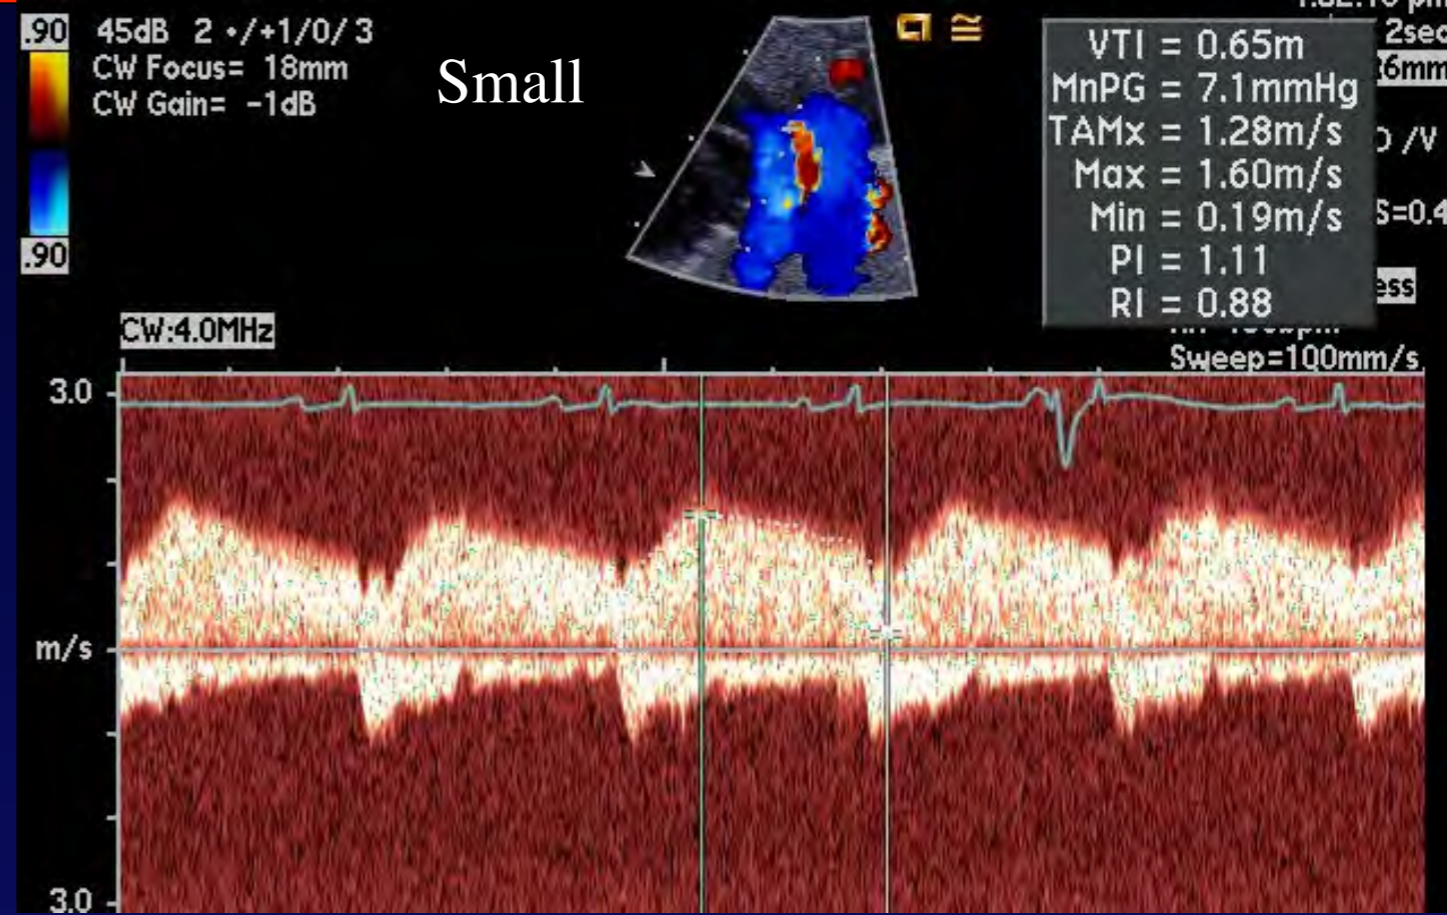 .90
45dB 2 •/+1/0/ 3
CW Focus= 18mm
CW Gain= -1dB
.90
Small
2sec
VTI = 0.65m
MnPG = 7.1mmHg
TAMx = 1.28m/s
Max = 1.60m/s
Min = 0.19m/s
PI = 1.11
RI = 0.88
/V
S=0.4
CW:4.0MHz
Sweep=100mm/s
3.0
m/s
3.0